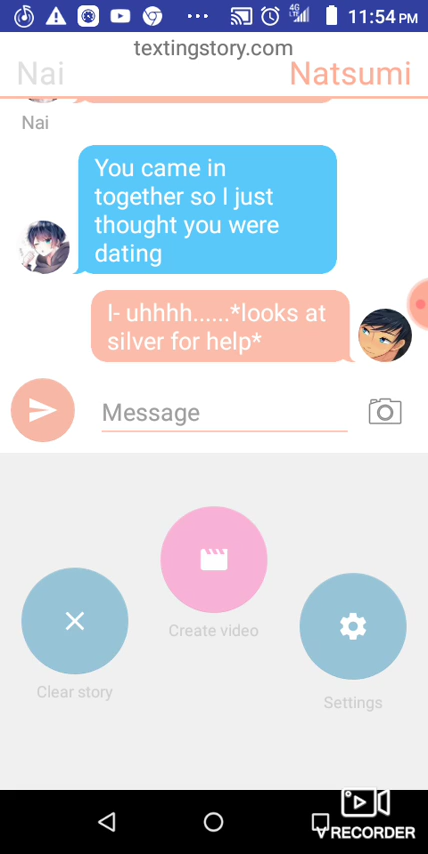 11:54 PM
4G
LTE
textingstory.com
Nai
Natsumi
Nai
You came in
together so I just
thought you were
dating
I- uhhhh......*looks at
silver for help*
Message
Create video
Clear story
Settings
V RECORDER